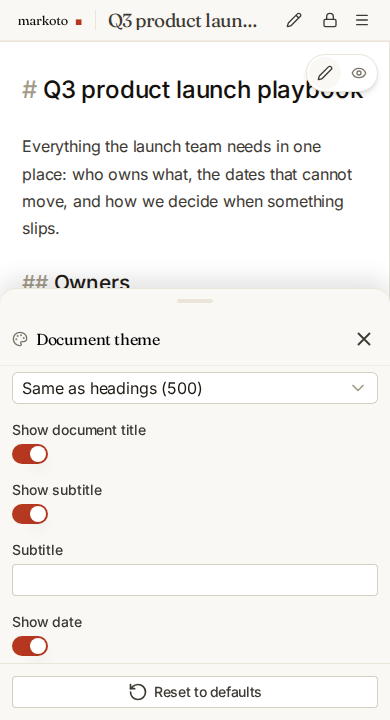 markoto
Q3 product laun...
# Q3 product launch playbook
Everything the launch team needs in one
place: who owns what, the dates that cannot
move, and how we decide when something
slips.
## Owners
Document theme
Same as headings (500)
Show document title
Show subtitle
Subtitle
Show date
Reset to defaults